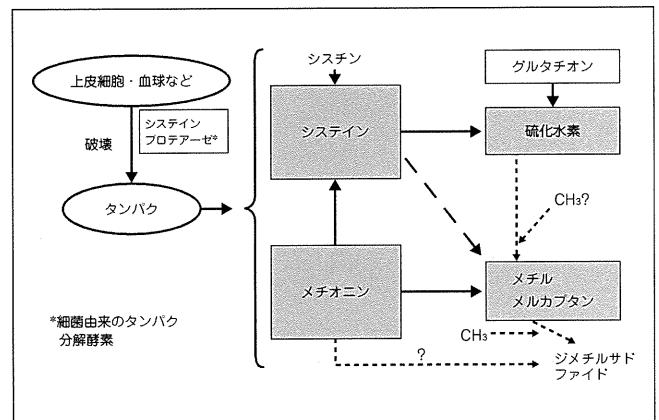 上皮細胞・血球など
破壊
システイン
プロテアーゼ*
タンパク
*細菌由来のタンパク
分解酵素
シスチン
システイン
メチオニン
グルタチオン
硫化水素
CH₃?
メチル
メルカプタン
CH₃
?
ジメチルサド
ファイド